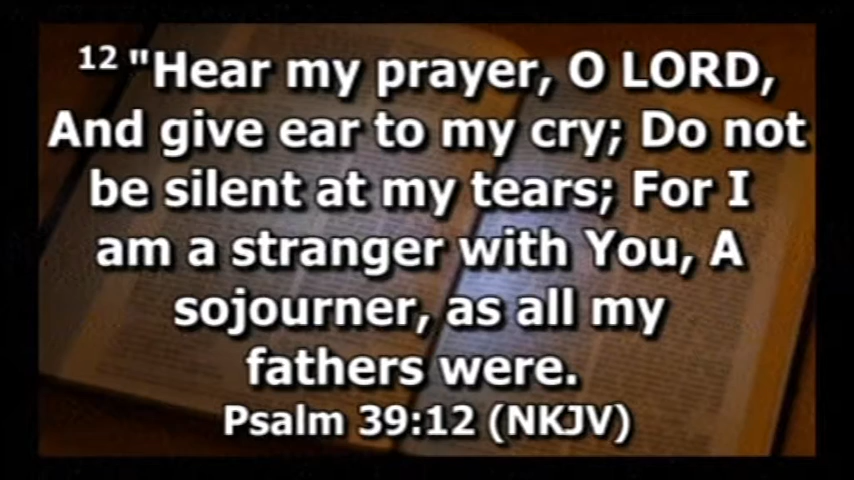 12 "Hear my prayer, O LORD,
And give ear to my cry; Do not
be silent at my tears; For I
am a stranger with You, A
sojourner, as all my
fathers were.
Psalm 39:12 (NKJV)